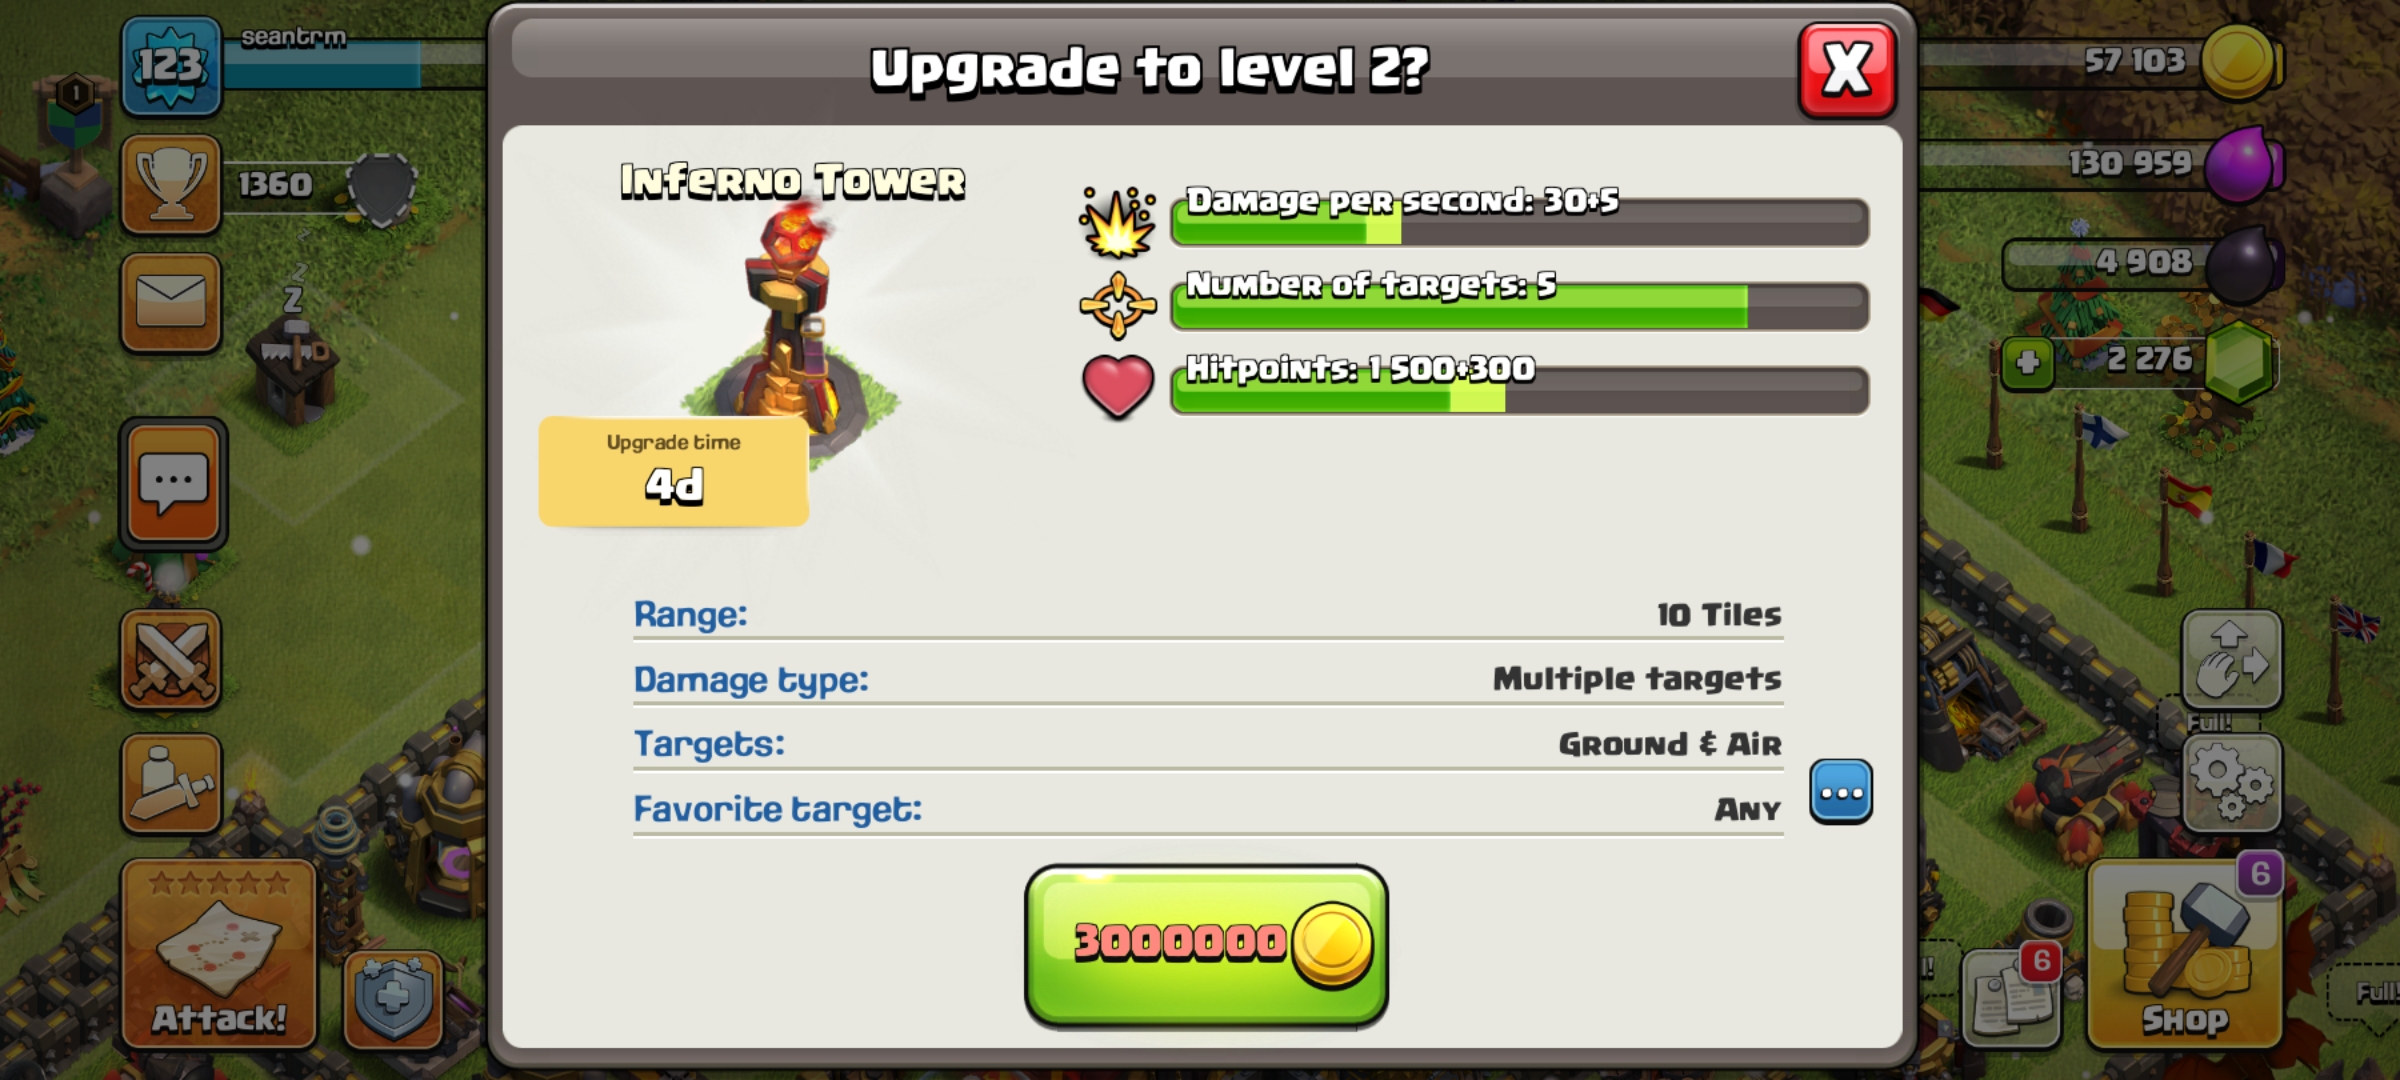 123
seantrm
1360
1
z
z
z
Attack!
Upgrade to level 2?
X
Inferno Tower
Upgrade time
4d
Damage per second: 30+5
Number of targets: 5
Hitpoints: 1 500+300
Range: 10 Tiles
Damage type: Multiple targets
Targets: Ground & Air
Favorite target: Any
3000000
57 103
130 959
4 908
2 276
Full!
6
6
Shop
Full!